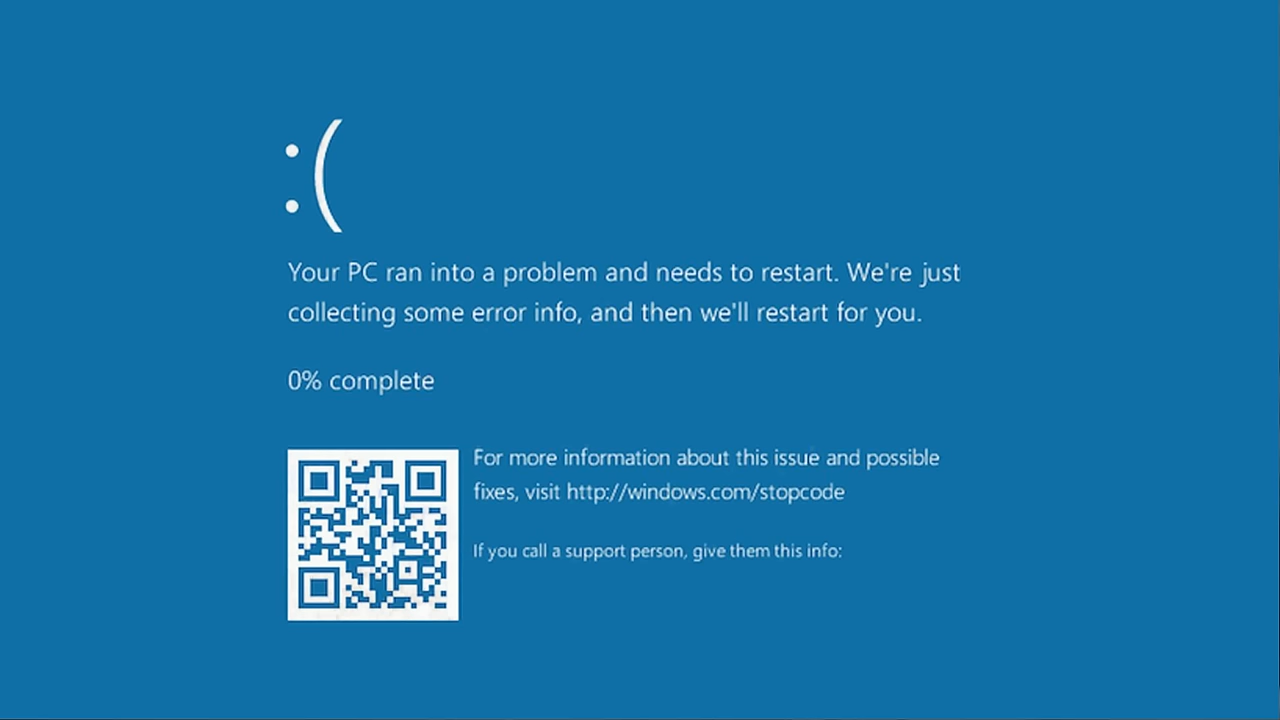 :(
Your PC ran into a problem and needs to restart. We're just
collecting some error info, and then we'll restart for you.
0% complete
For more information about this issue and possible
fixes, visit http://windows.com/stopcode
If you call a support person, give them this info: